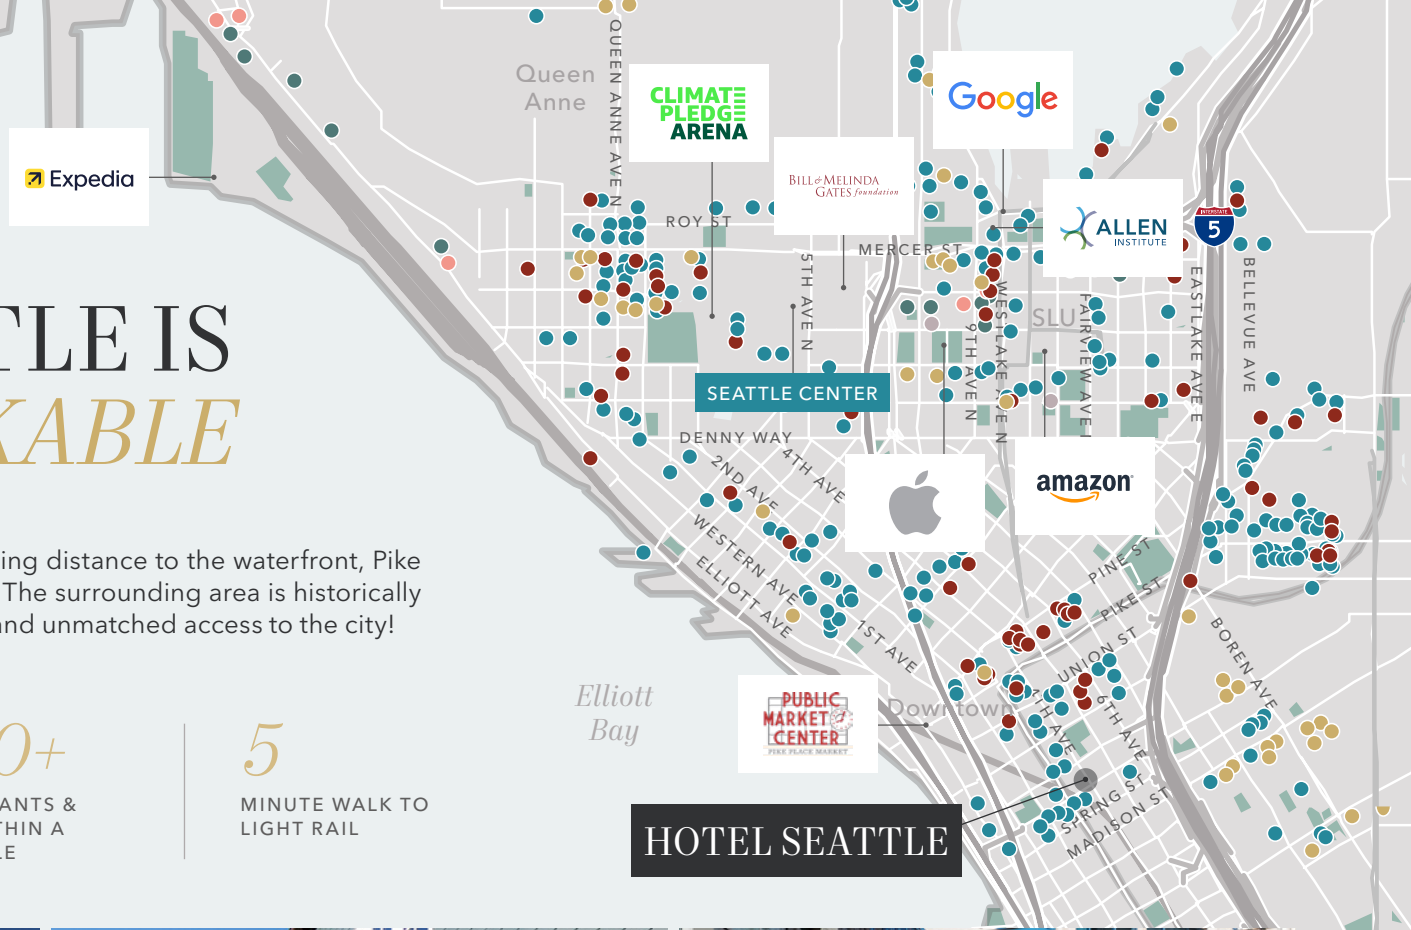 QUEEN ANNE AVE N
Queen
Anne
CLIMATE
PLEDGE
ARENA
Google
Expedia
BILL & MELINDA
GATES foundation
ALLEN
INSTITUTE
INTERSTATE
5
ROY ST
MERCER ST
5TH AVE N
9TH AVE N
WESTLAKE AVE N
SLU
FAIRVIEW AVE N
EASTLAKE AVE E
BELLEVUE AVE
TLE IS
KABLE
SEATTLE CENTER
DENNY WAY
4TH AVE
2ND AVE
WESTERN AVE
ELLIOTT AVE
1ST AVE
amazon
PINE ST
PIKE ST
UNION ST
BOREN AVE
6TH AVE
ing distance to the waterfront, Pike
The surrounding area is historically
and unmatched access to the city!
Elliott
Bay
PUBLIC
MARKET
CENTER
PIKE PLACE MARKET
Downtown
0+
ANTS &
THIN A
LE
5
MINUTE WALK TO
LIGHT RAIL
SPRING ST
MADISON ST
HOTEL SEATTLE